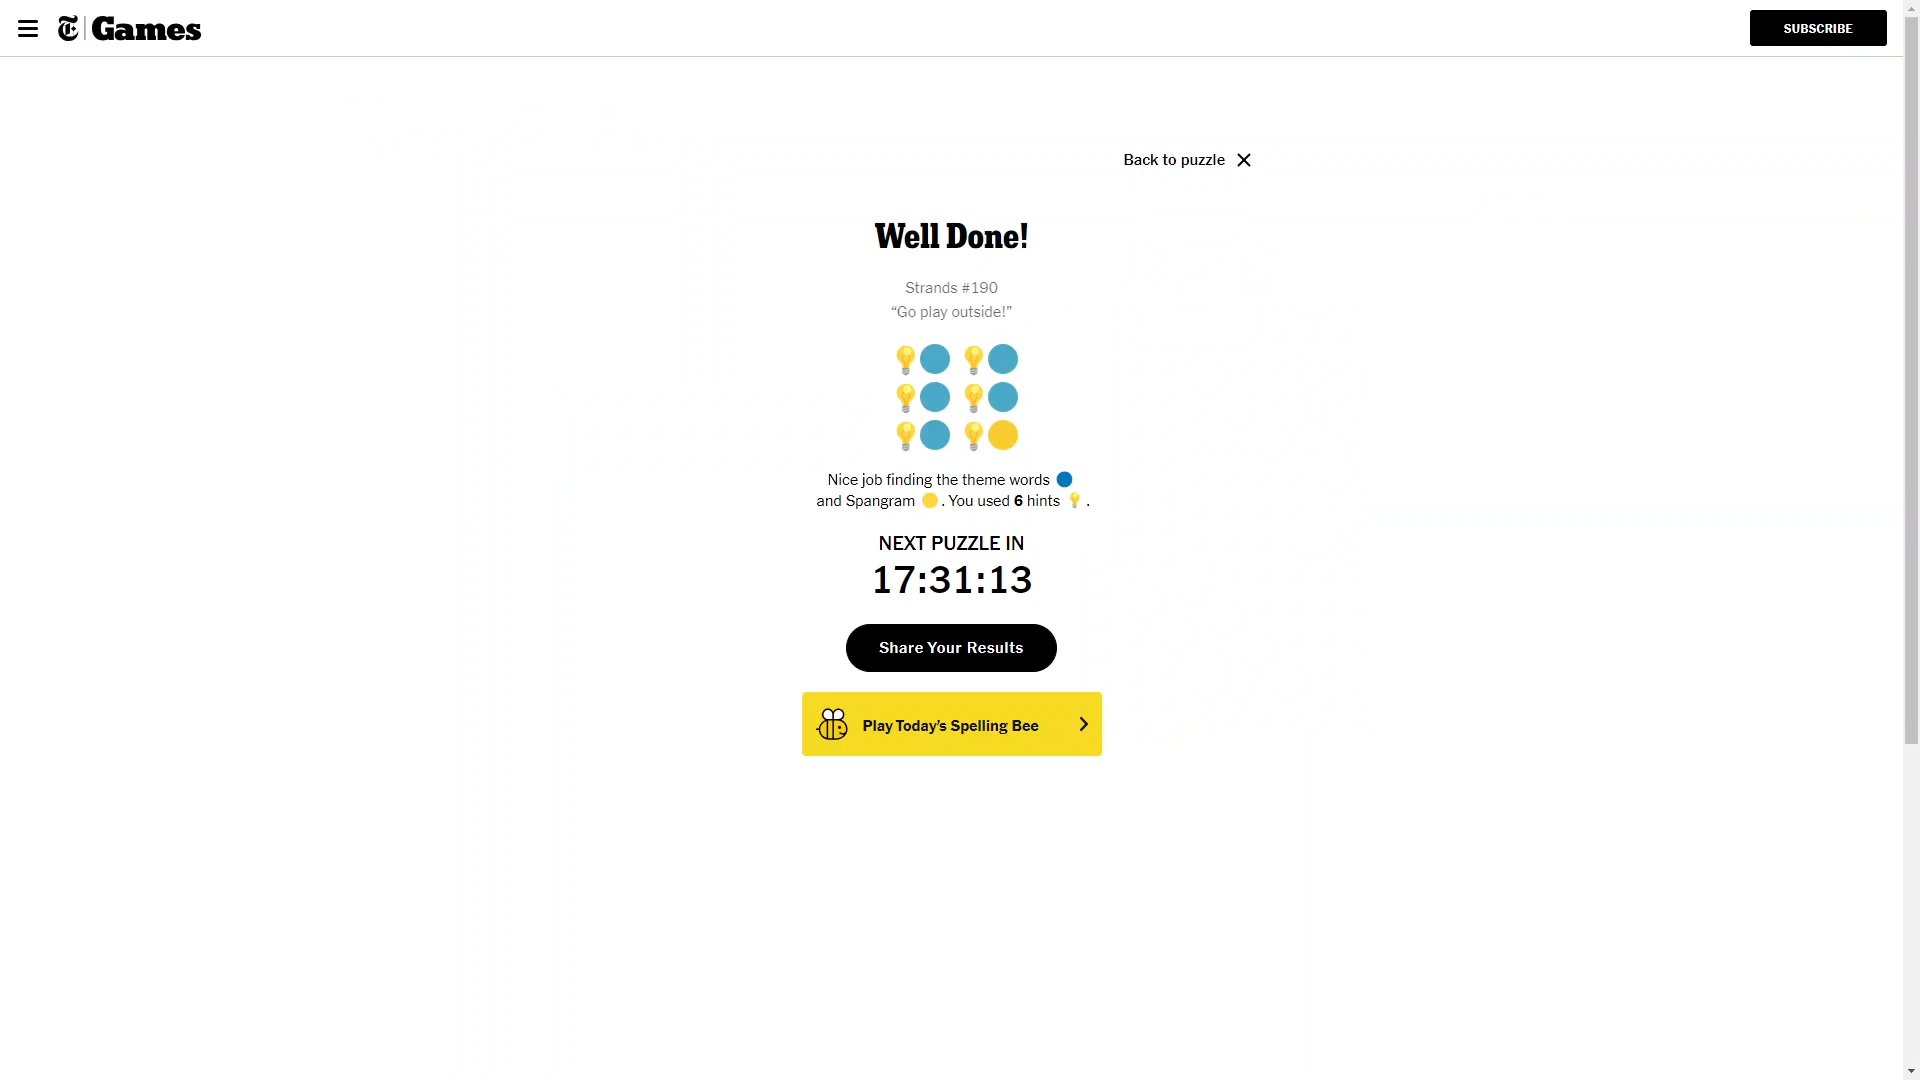 T Games
SUBSCRIBE
Back to puzzle
Well Done!
Strands #190
“Go play outside!”
Nice job finding the theme words
and Spangram . You used 6 hints .
NEXT PUZZLE IN
17:31:13
Share Your Results
Play Today’s Spelling Bee